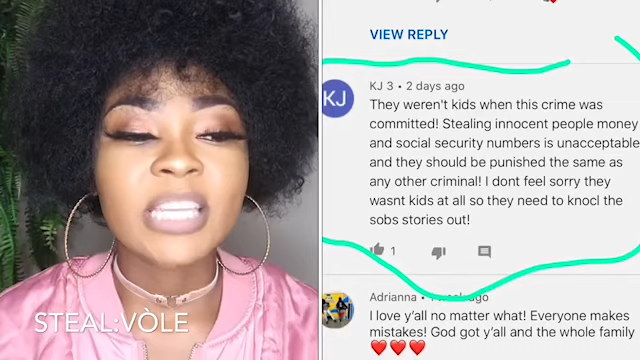 VIEW REPLY
KJ
KJ 3 • 2 days ago
They weren't kids when this crime was
committed! Stealing innocent people money
and social security numbers is unacceptable
and they should be punished the same as
any other criminal! I dont feel sorry they
wasnt kids at all so they need to knocl the
sobs stories out!
1
Adrianna • 1 week ago
I love y'all no matter what! Everyone makes
mistakes! God got y'all and the whole family
❤️❤️❤️
STEAL:VÒLE